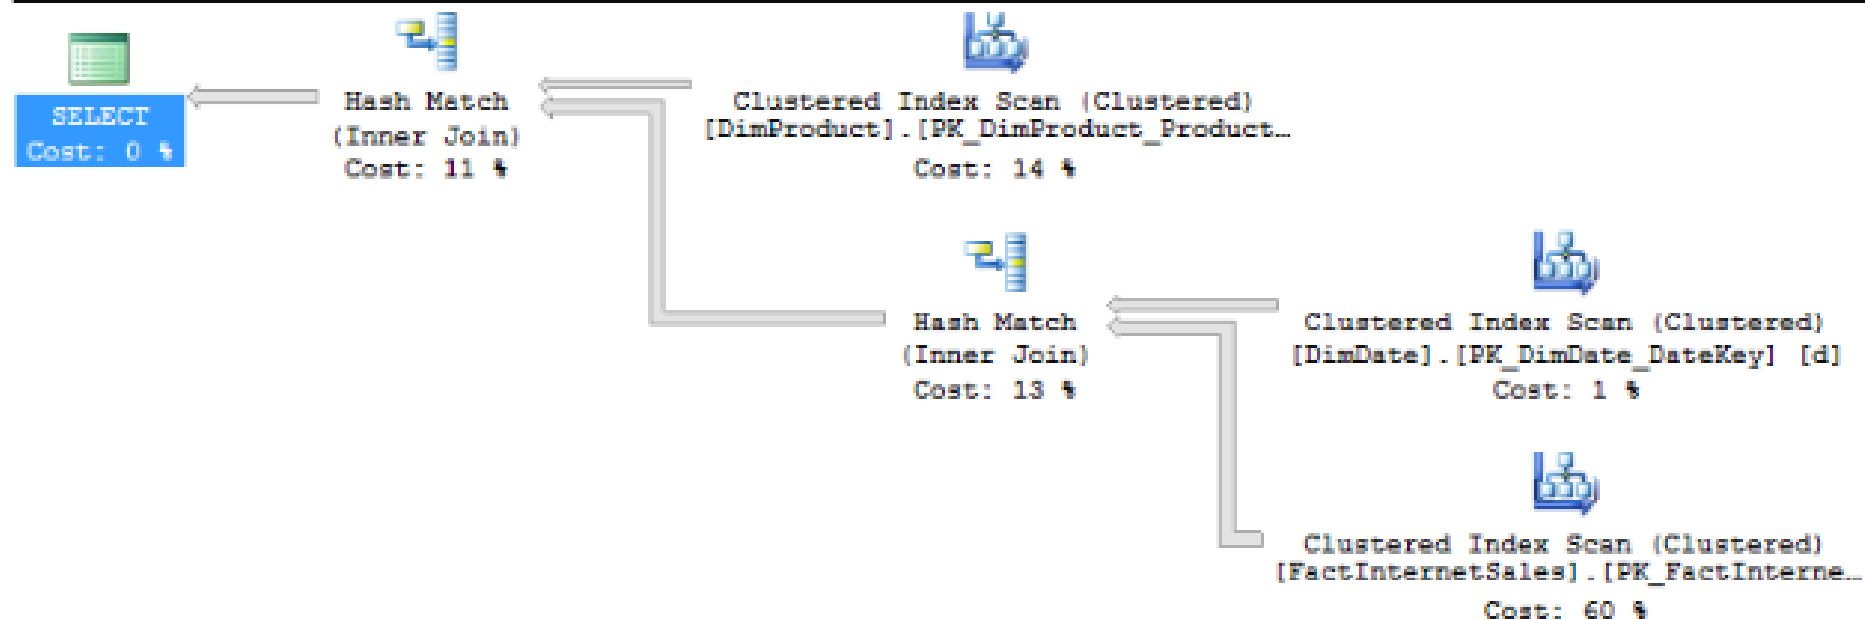 SELECT
Cost: 0 %
Hash Match
(Inner Join)
Cost: 11 %
Clustered Index Scan (Clustered)
[DimProduct].[PK_DimProduct_Product…
Cost: 14 %
Hash Match
(Inner Join)
Cost: 13 %
Clustered Index Scan (Clustered)
[DimDate].[PK_DimDate_DateKey] [d]
Cost: 1 %
Clustered Index Scan (Clustered)
[FactInternetSales].[PK_FactInterne…
Cost: 60 %